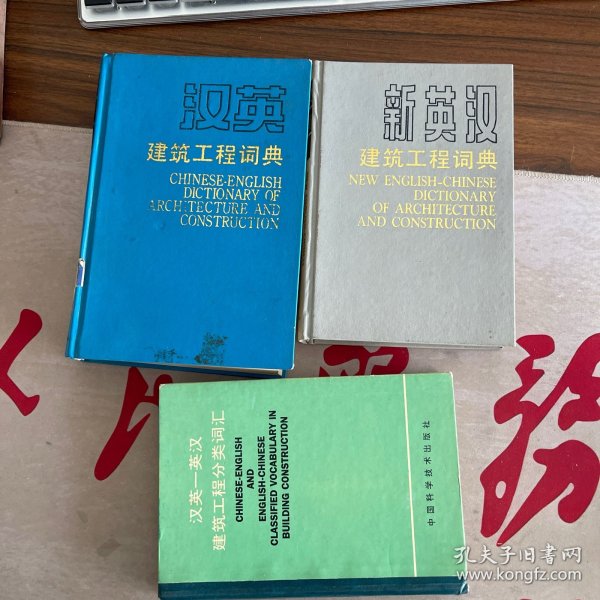 汉英
建筑工程词典
CHINESE-ENGLISH
DICTIONARY OF
ARCHITECTURE AND
CONSTRUCTION
新英汉
建筑工程词典
NEW ENGLISH-CHINESE
DICTIONARY
OF ARCHITECTURE
AND CONSTRUCTION
汉英一英汉
建筑工程分类词汇
CHINESE-ENGLISH
AND
ENGLISH-CHINESE
CLASSIFIED VOCABULARY IN
BUILDING CONSTRUCTION
中国科学技术出版社
孔夫子旧书网
www.kongfz.com